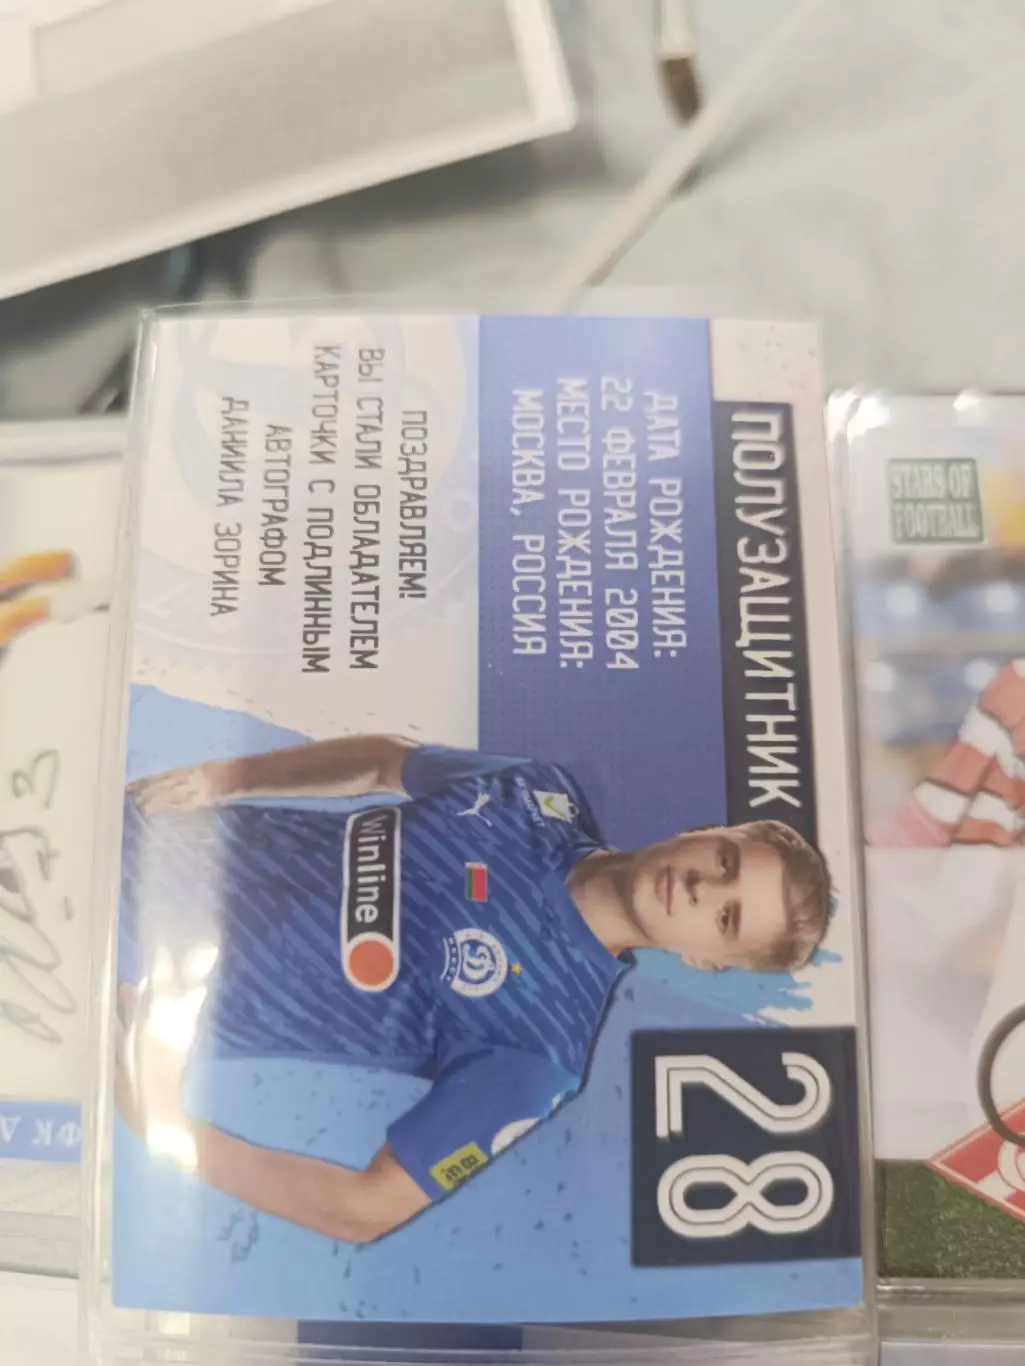 ПОЛУЗАЩИТНИК
ДАТА РОЖДЕНИЯ:
22 ФЕВРАЛЯ 2004
МЕСТО РОЖДЕНИЯ:
МОСКВА, РОССИЯ
ПОЗДРАВЛЯЕМ!
ВЫ СТАЛИ ОБЛАДАТЕЛЕМ
КАРТОЧКИ С ПОДЛИННЫМ
АВТОГРАФОМ
ДАНИИЛА ЗОРИНА
28
Winline
STARS OF
FOOTBALL
ФК